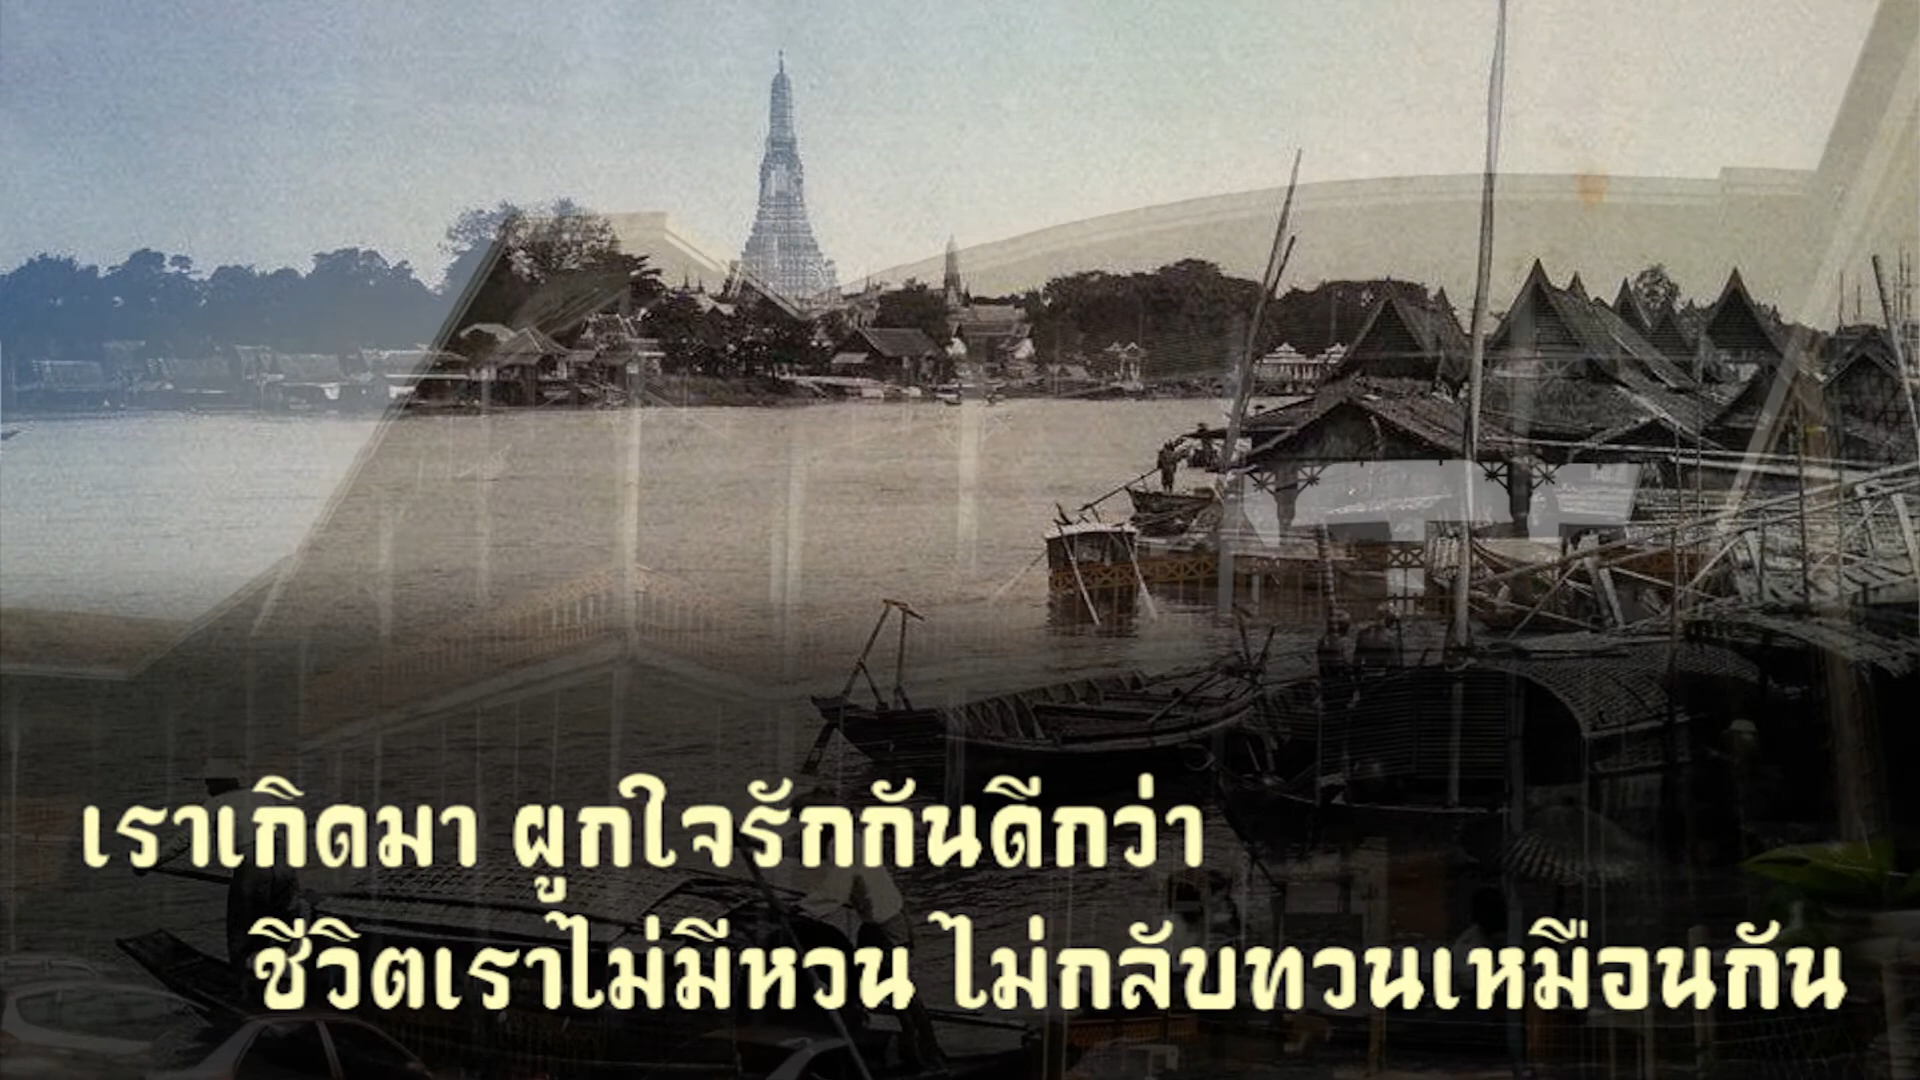 เราเกิดมา ผูกใจรักกันดีกว่า
ชีวิตเราไม่มีหวน ไม่กลับทวนเหมือนกัน